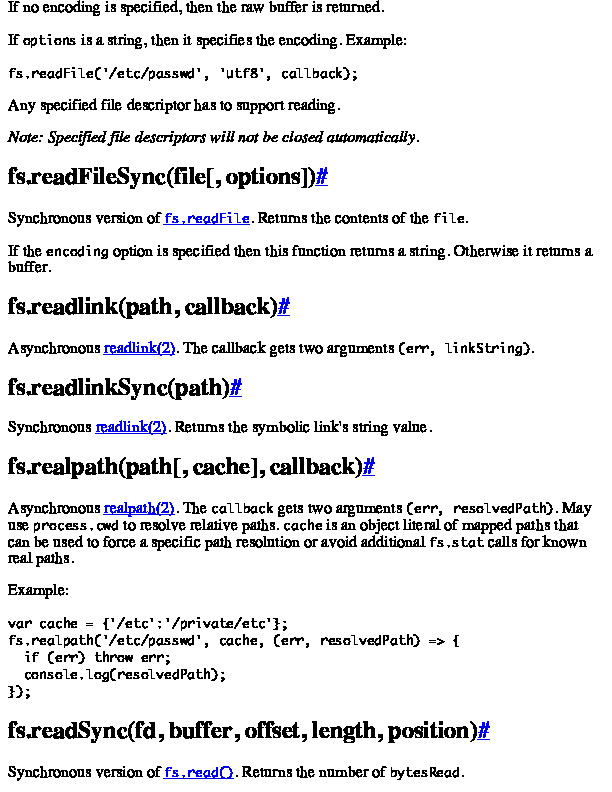 If no encoding is specified, then the raw buffer is returned.
If options is a string, then it specifies the encoding. Example:
fs.readFile('/etc/passwd', 'utf8', callback);
Any specified file descriptor has to support reading.
Note: Specified file descriptors will not be closed automatically.
fs.readFileSync(file[, options])#
Synchronous version of fs.readFile. Returns the contents of the file.
If the encoding option is specified then this function returns a string. Otherwise it returns a
buffer.
fs.readlink(path, callback)#
Asynchronous readlink(2). The callback gets two arguments (err, linkString).
fs.readlinkSync(path)#
Synchronous readlink(2). Returns the symbolic link's string value.
fs.realpath(path[, cache], callback)#
Asynchronous realpath(2). The callback gets two arguments (err, resolvedPath). May
use process.cwd to resolve relative paths. cache is an object literal of mapped paths that
can be used to force a specific path resolution or avoid additional fs.stat calls for known
real paths.
Example:
var cache = {'/etc':'/private/etc'};
fs.realpath('/etc/passwd', cache, (err, resolvedPath) => {
  if (err) throw err;
  console.log(resolvedPath);
});
fs.readSync(fd, buffer, offset, length, position)#
Synchronous version of fs.read(). Returns the number of bytesRead.